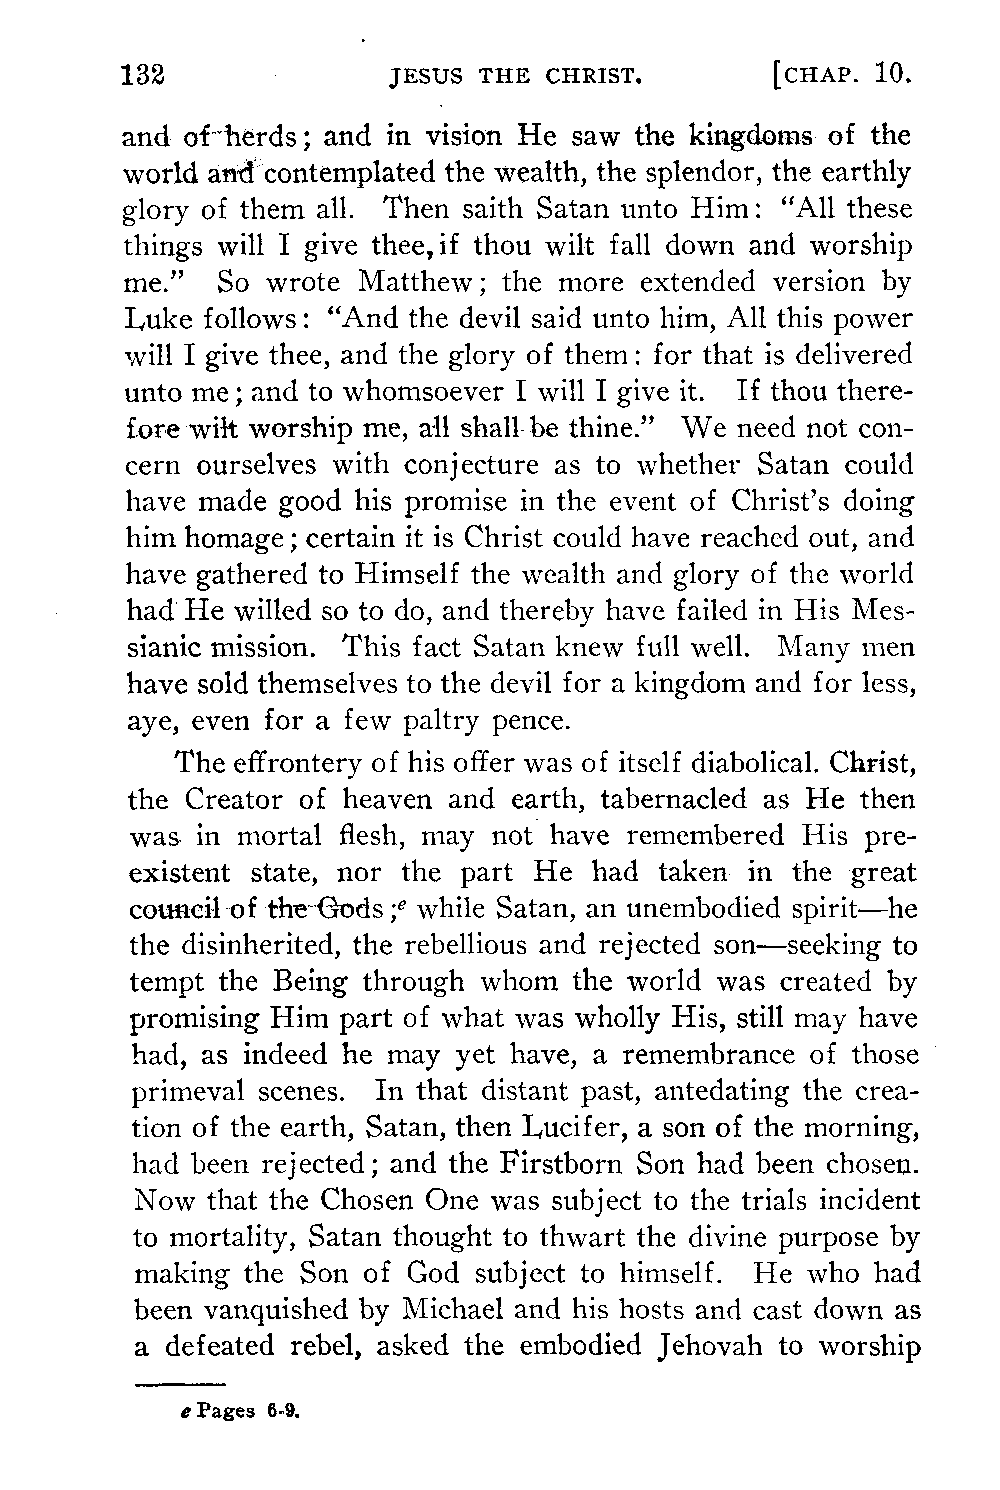 132 JESUS THE CHRIST. [CHAP. 10.
and of herds; and in vision He saw the kingdoms of the
world and contemplated the wealth, the splendor, the earthly
glory of them all. Then saith Satan unto Him: "All these
things will I give thee, if thou wilt fall down and worship
me." So wrote Matthew; the more extended version by
Luke follows: "And the devil said unto him, All this power
will I give thee, and the glory of them: for that is delivered
unto me; and to whomsoever I will I give it. If thou there-
fore wilt worship me, all shall be thine." We need not con-
cern ourselves with conjecture as to whether Satan could
have made good his promise in the event of Christ's doing
him homage; certain it is Christ could have reached out, and
have gathered to Himself the wealth and glory of the world
had He willed so to do, and thereby have failed in His Mes-
sianic mission. This fact Satan knew full well. Many men
have sold themselves to the devil for a kingdom and for less,
aye, even for a few paltry pence.
The effrontery of his offer was of itself diabolical. Christ,
the Creator of heaven and earth, tabernacled as He then
was in mortal flesh, may not have remembered His pre-
existent state, nor the part He had taken in the great
council of the Gods;e while Satan, an unembodied spirit—he
the disinherited, the rebellious and rejected son—seeking to
tempt the Being through whom the world was created by
promising Him part of what was wholly His, still may have
had, as indeed he may yet have, a remembrance of those
primeval scenes. In that distant past, antedating the crea-
tion of the earth, Satan, then Lucifer, a son of the morning,
had been rejected; and the Firstborn Son had been chosen.
Now that the Chosen One was subject to the trials incident
to mortality, Satan thought to thwart the divine purpose by
making the Son of God subject to himself. He who had
been vanquished by Michael and his hosts and cast down as
a defeated rebel, asked the embodied Jehovah to worship
e Pages 6-9.